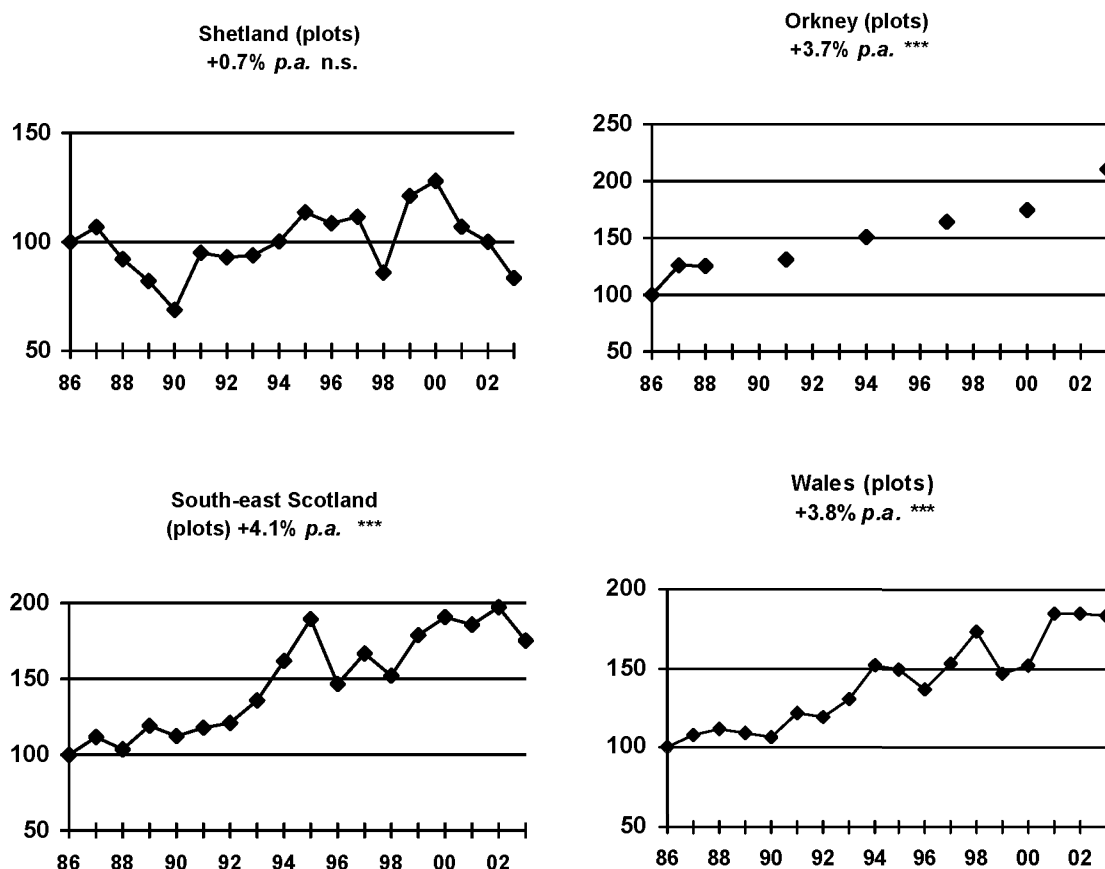 Shetland (plots)
+0.7% p.a. n.s.
150
100
50
86 88 90 92 94 96 98 00 02
Orkney (plots)
+3.7% p.a. ***
250
200
150
100
50
86 88 90 92 94 96 98 00 02
South-east Scotland
(plots) +4.1% p.a. ***
200
150
100
50
86 88 90 92 94 96 98 00 02
Wales (plots)
+3.8% p.a. ***
200
150
100
50
86 88 90 92 94 96 98 00 02